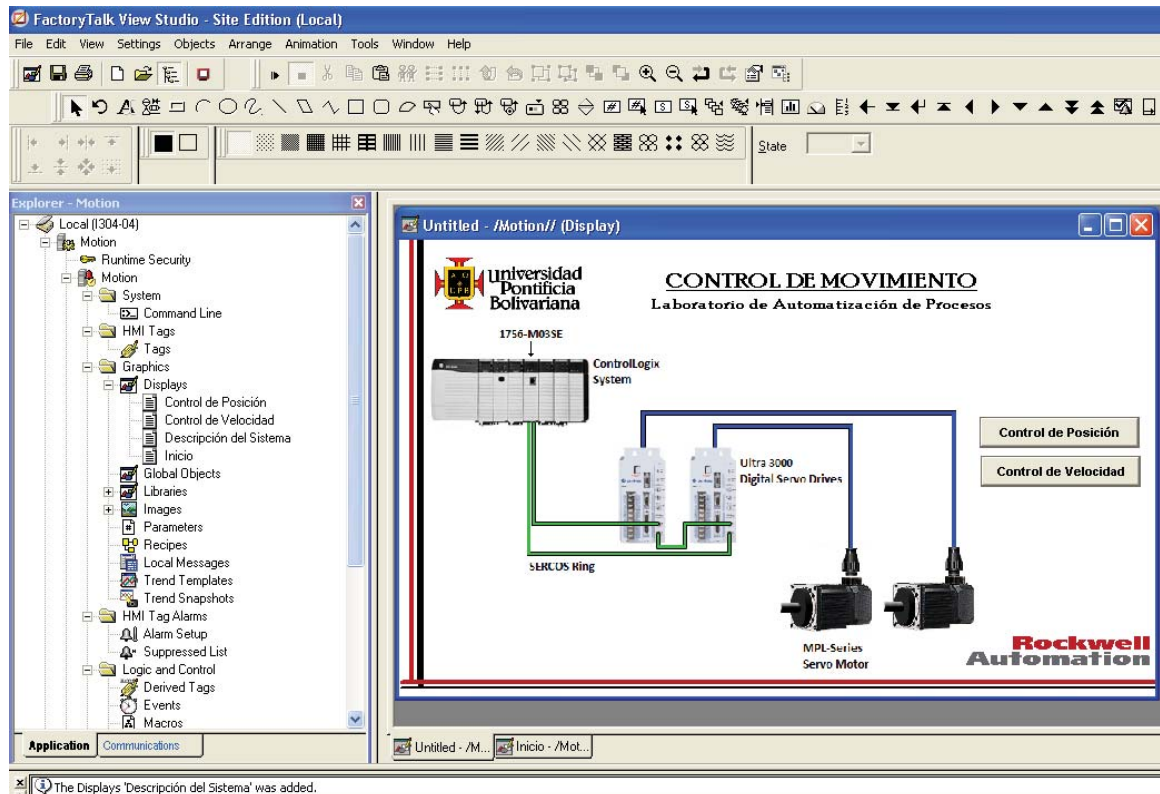 FactoryTalk View Studio - Site Edition (Local)
File Edit View Settings Objects Arrange Animation Tools Window Help
State
Explorer - Motion
Local (I304-04)
Motion
Runtime Security
Motion
System
Command Line
HMI Tags
Tags
Graphics
Displays
Control de Posición
Control de Velocidad
Descripción del Sistema
Inicio
Global Objects
Libraries
Images
Parameters
Recipes
Local Messages
Trend Templates
Trend Snapshots
HMI Tag Alarms
Alarm Setup
Suppressed List
Logic and Control
Derived Tags
Events
Macros
Application Communications
Untitled - /Motion// (Display)
Universidad
Pontificia
Bolivariana
CONTROL DE MOVIMIENTO
Laboratorio de Automatización de Procesos
1756-M03SE
ControlLogix
System
Control de Posición
Control de Velocidad
Ultra 3000
Digital Servo Drives
SERCOS Ring
MPL-Series
Servo Motor
Rockwell
Automation
Untitled - /M... Inicio - /Mot...
The Displays 'Descripción del Sistema' was added.